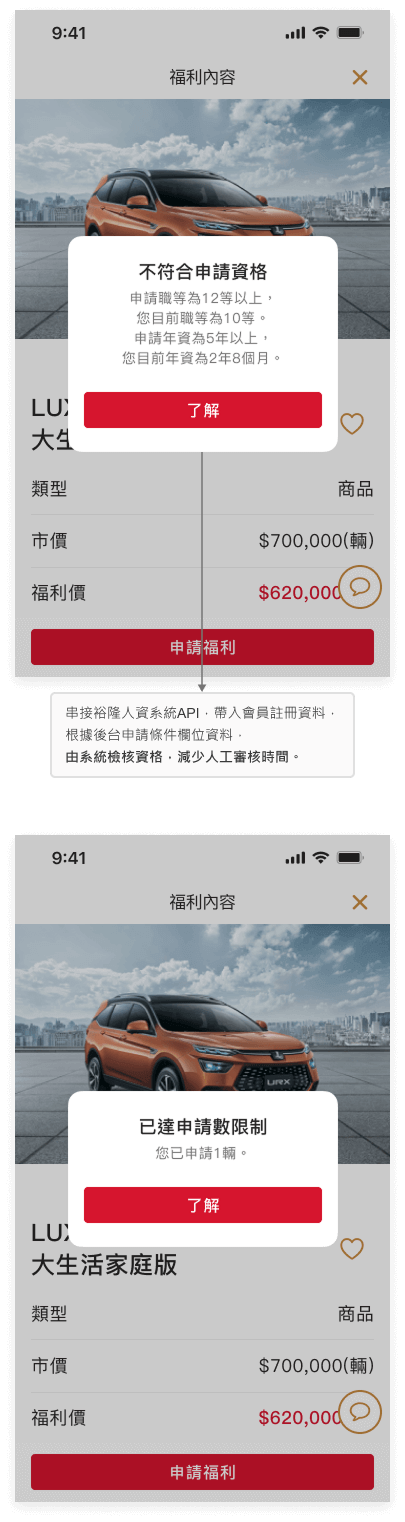 9:41
福利內容
不符合申請資格
申請職等為12等以上，
您目前職等為10等。
申請年資為5年以上，
您目前年資為2年8個月。
了解
LUX
大生
類型 商品
市價 $700,000(輛)
福利價 $620,000
申請福利
串接裕隆人資系統API，帶入會員註冊資料，
根據後台申請條件欄位資料，
由系統檢核資格，減少人工審核時間。
9:41
福利內容
URX
已達申請數限制
您已申請1輛。
了解
LUX
大生活家庭版
類型 商品
市價 $700,000(輛)
福利價 $620,000
申請福利